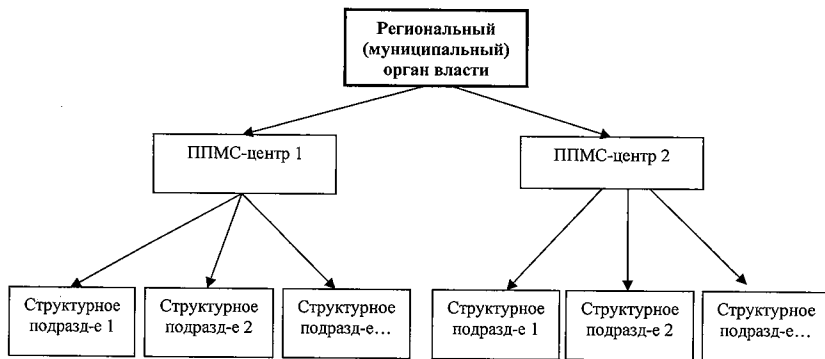 Региональный
(муниципальный)
орган власти
ППМС-центр 1
ППМС-центр 2
Структурное
подразд-е 1
Структурное
подразд-е 2
Структурное
подразд-е…
Структурное
подразд-е 1
Структурное
подразд-е 2
Структурное
подразд-е…